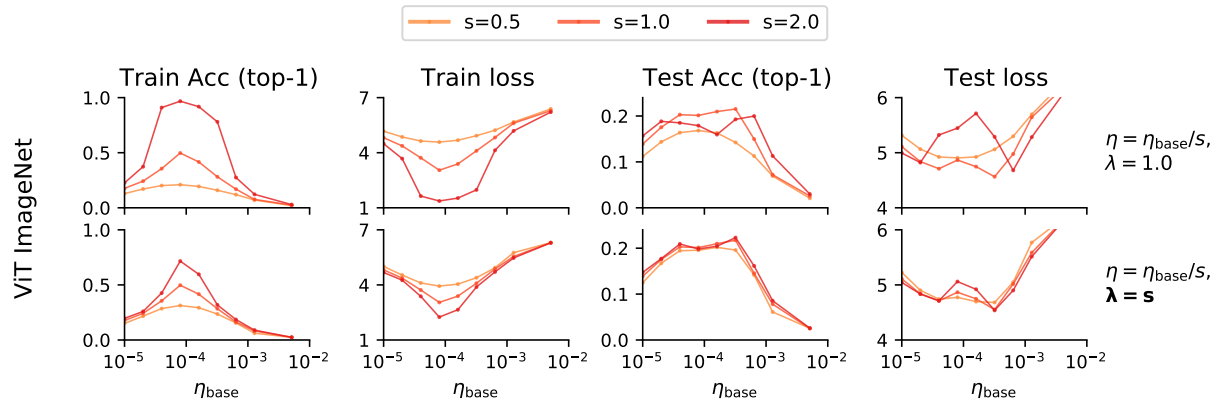 s=0.5 s=1.0 s=2.0
Train Acc (top-1) Train loss Test Acc (top-1) Test loss
ViT ImageNet
1.0
0.5
0.0
7
4
1
0.2
0.1
0.0
6
5
4
η = η_base/s,
λ = 1.0
1.0
0.5
0.0
7
4
1
0.2
0.1
0.0
6
5
4
η = η_base/s,
λ = s
10⁻⁵ 10⁻⁴ 10⁻³ 10⁻² 10⁻⁵ 10⁻⁴ 10⁻³ 10⁻² 10⁻⁵ 10⁻⁴ 10⁻³ 10⁻² 10⁻⁵ 10⁻⁴ 10⁻³ 10⁻²
η_base η_base η_base η_base